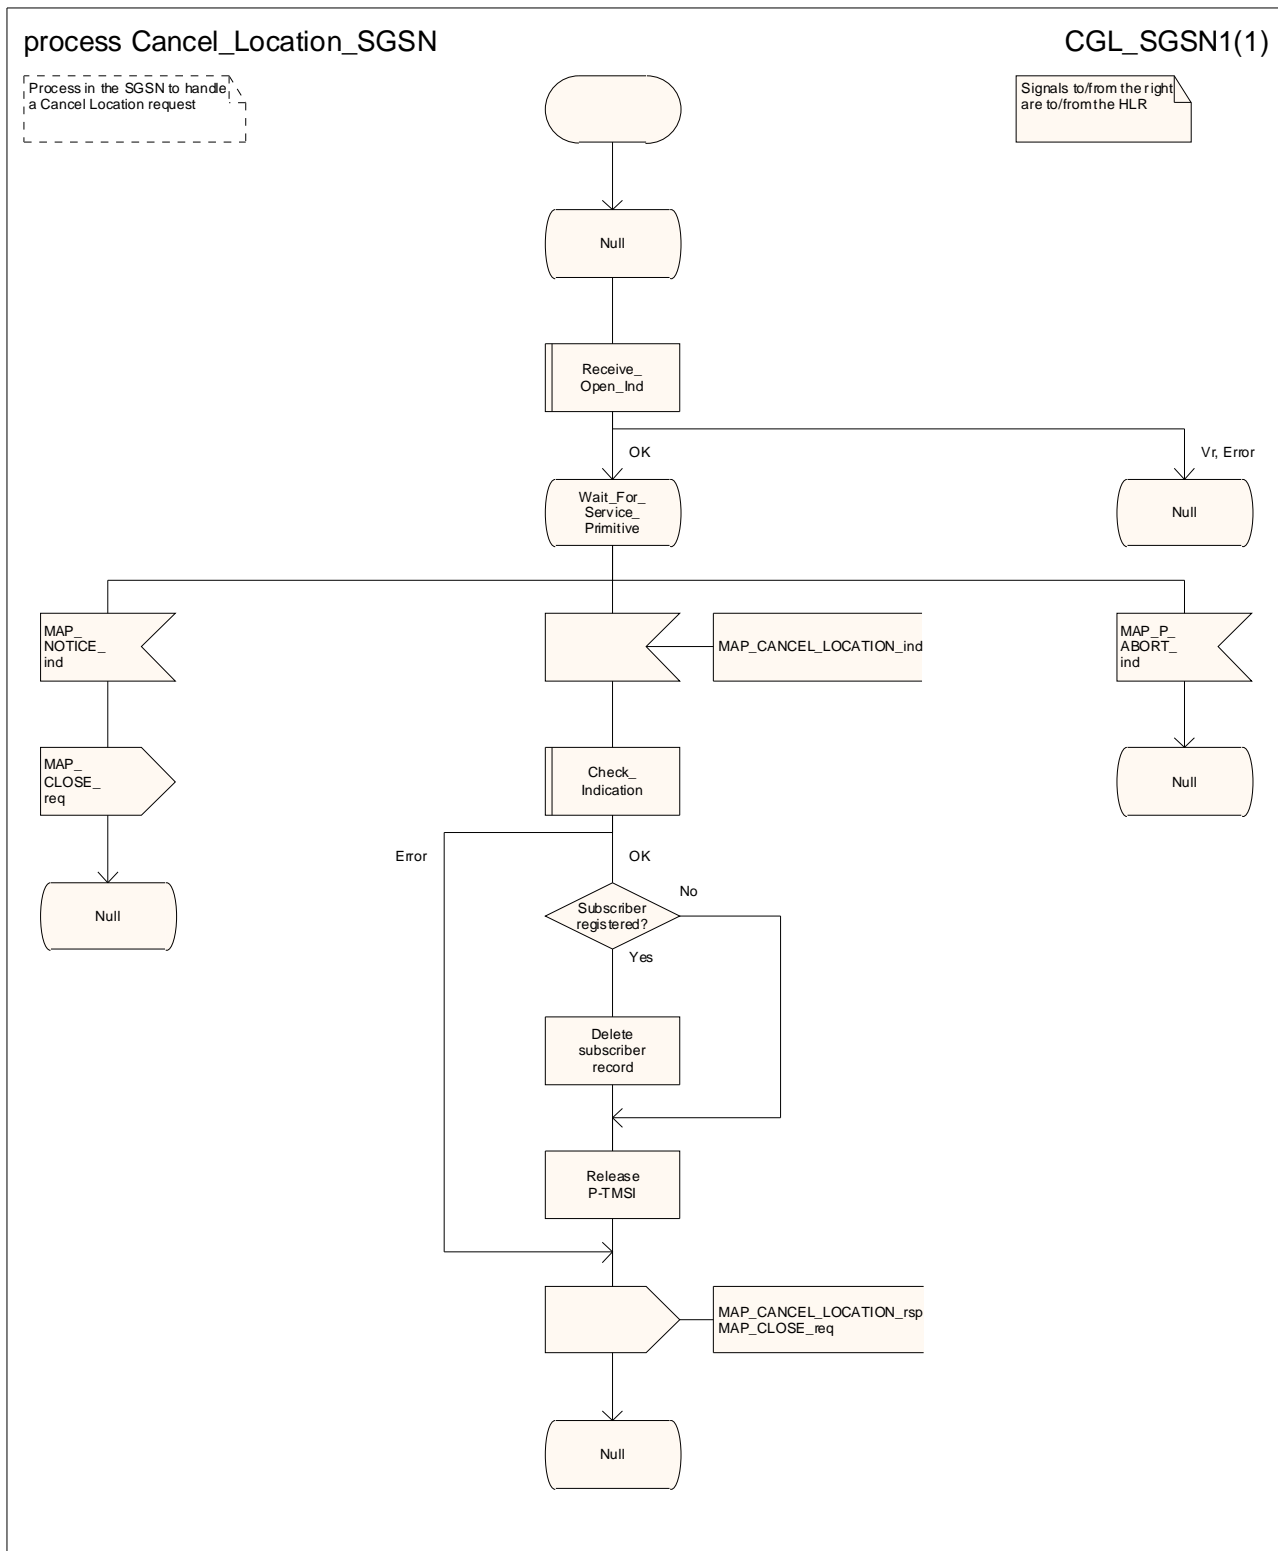 process Cancel_Location_SGSN
CGL_SGSN1(1)
Process in the SGSN to handle
a Cancel Location request
Signals to/from the right
are to/from the HLR
Null
Receive_
Open_Ind
OK
Vr, Error
Wait_For_
Service_
Primitive
Null
MAP_
NOTICE_
ind
MAP_CANCEL_LOCATION_ind
MAP_P_
ABORT_
ind
MAP_
CLOSE_
req
Check_
Indication
Null
Error
OK
No
Null
Subscriber
registered?
Yes
Delete
subscriber
record
Release
P-TMSI
MAP_CANCEL_LOCATION_rsp
MAP_CLOSE_req
Null